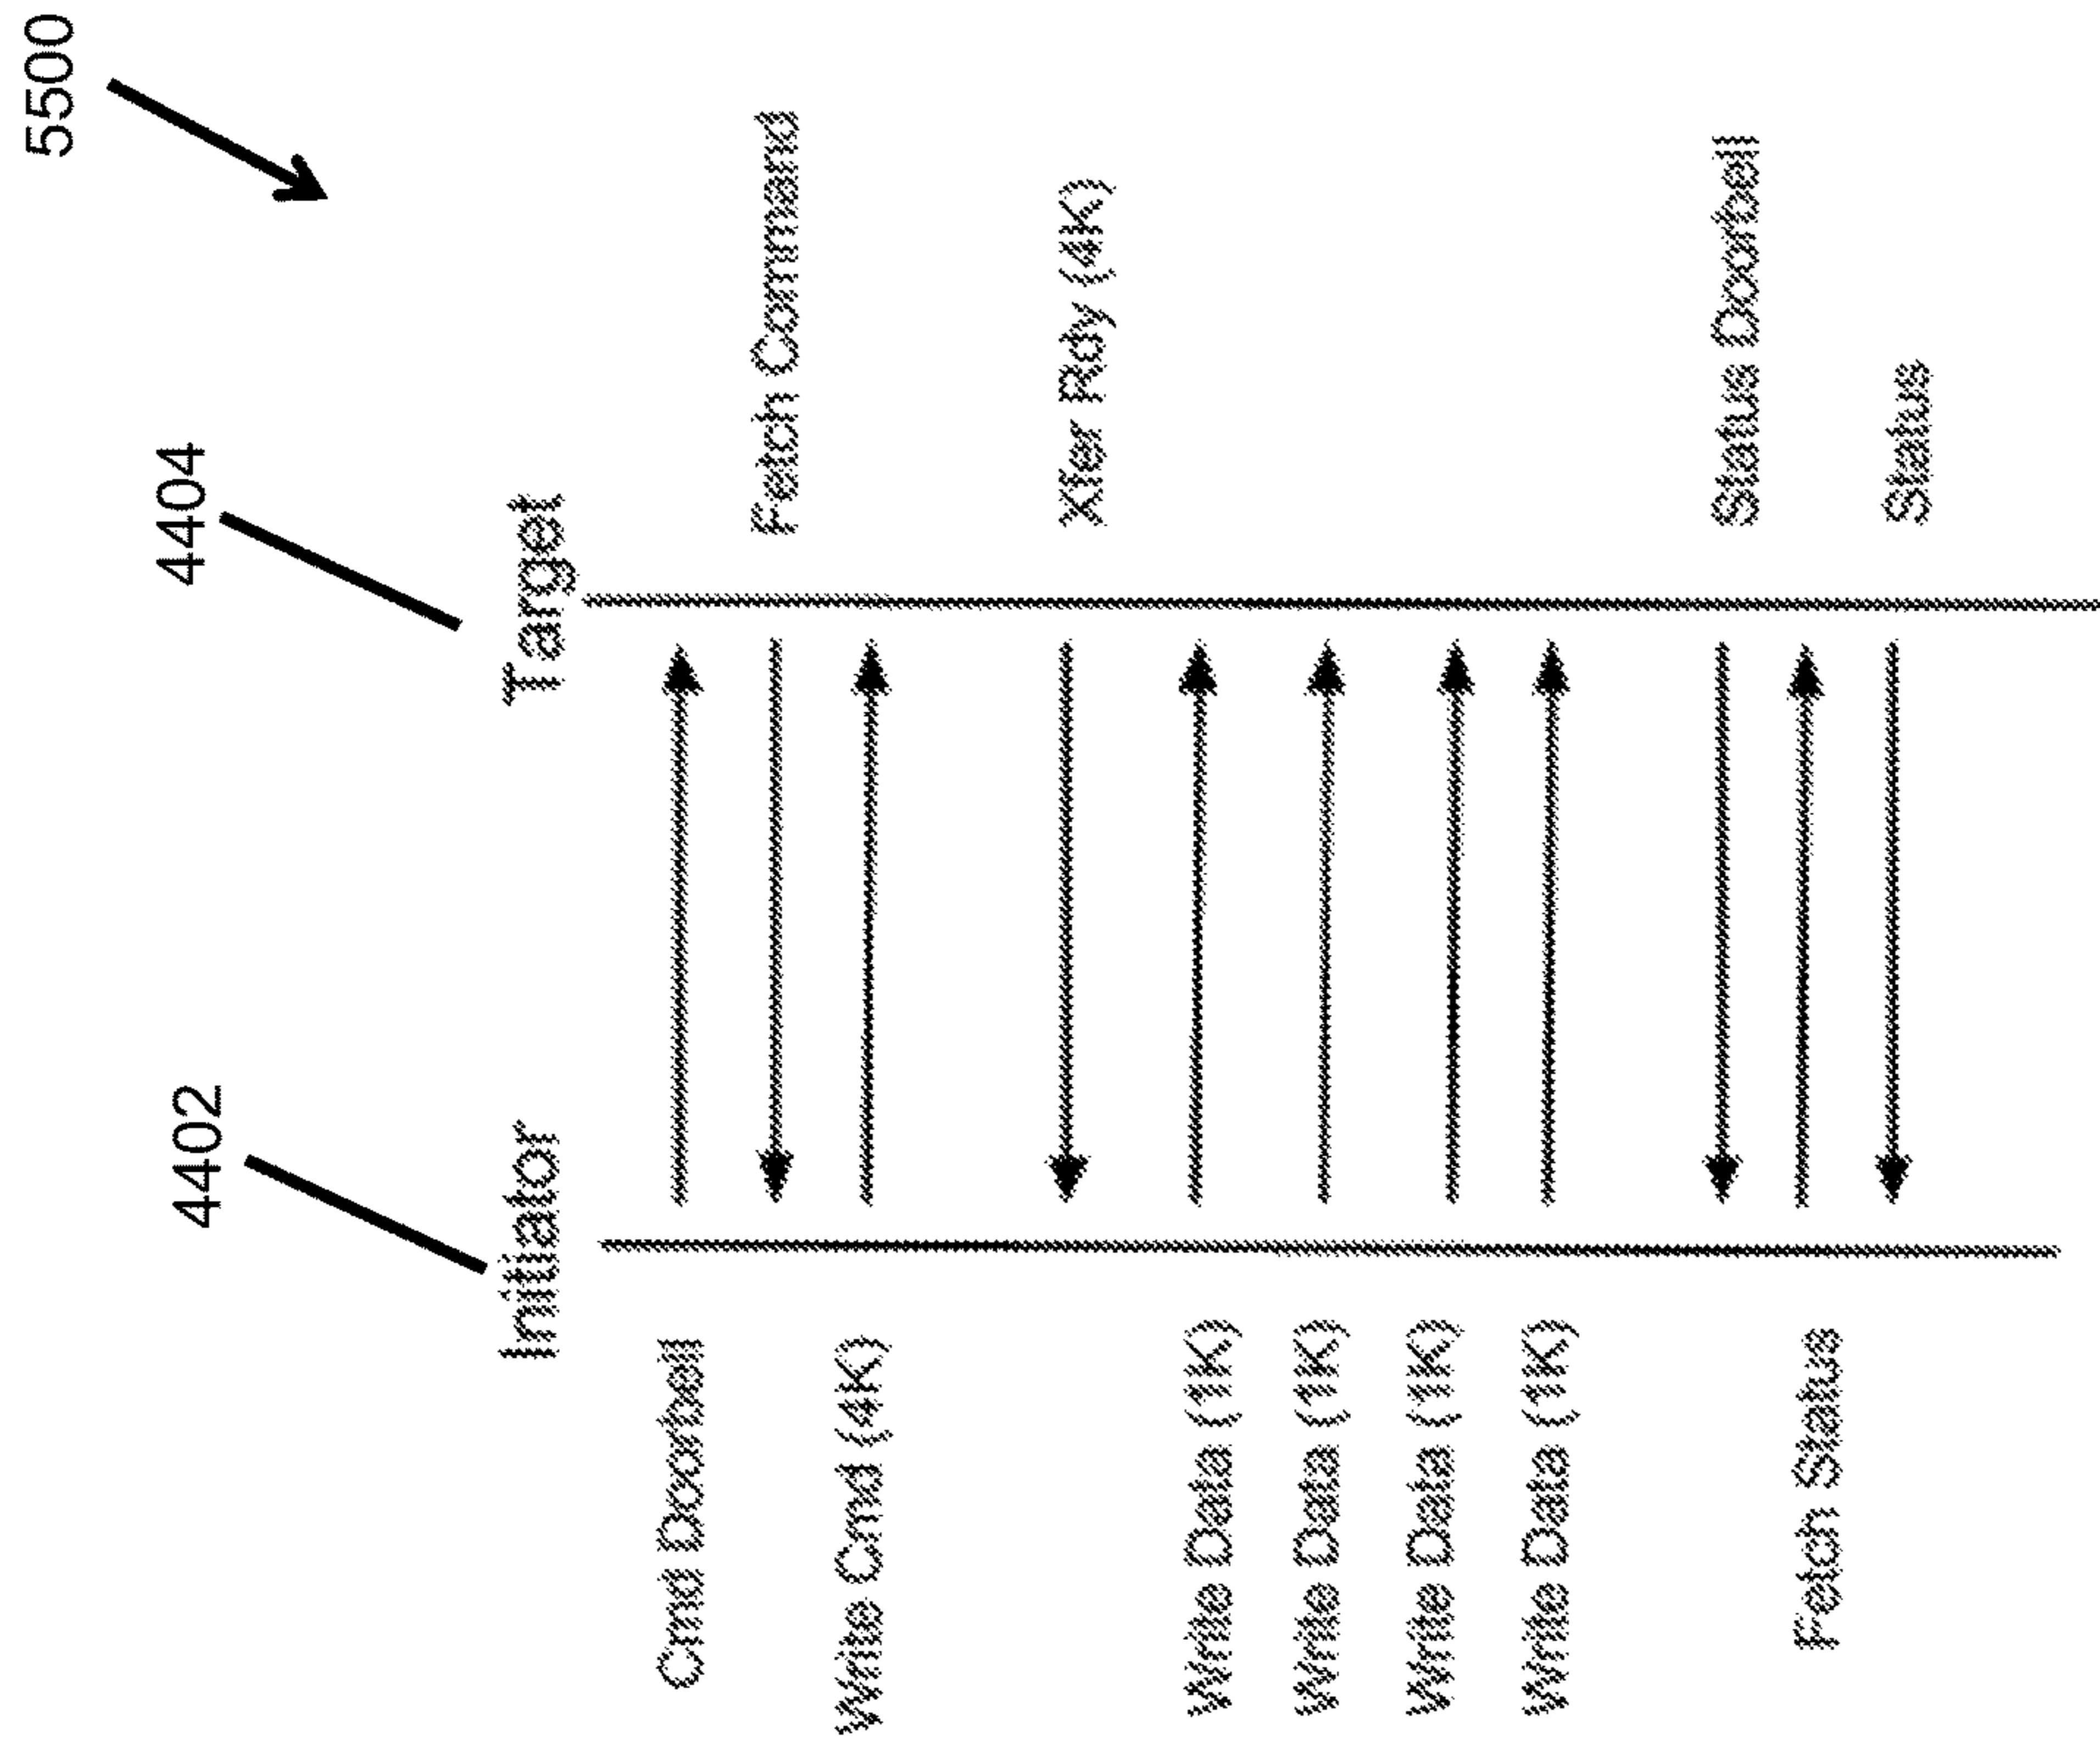 5500
4402
4404
Initiator
Target
Cmd Doorbell
Fetch Command
Write Cmd (4K)
Xfer Rdy (4K)
Write Data (1K)
Write Data (1K)
Write Data (1K)
Write Data (1K)
Status Doorbell
Fetch Status
Status